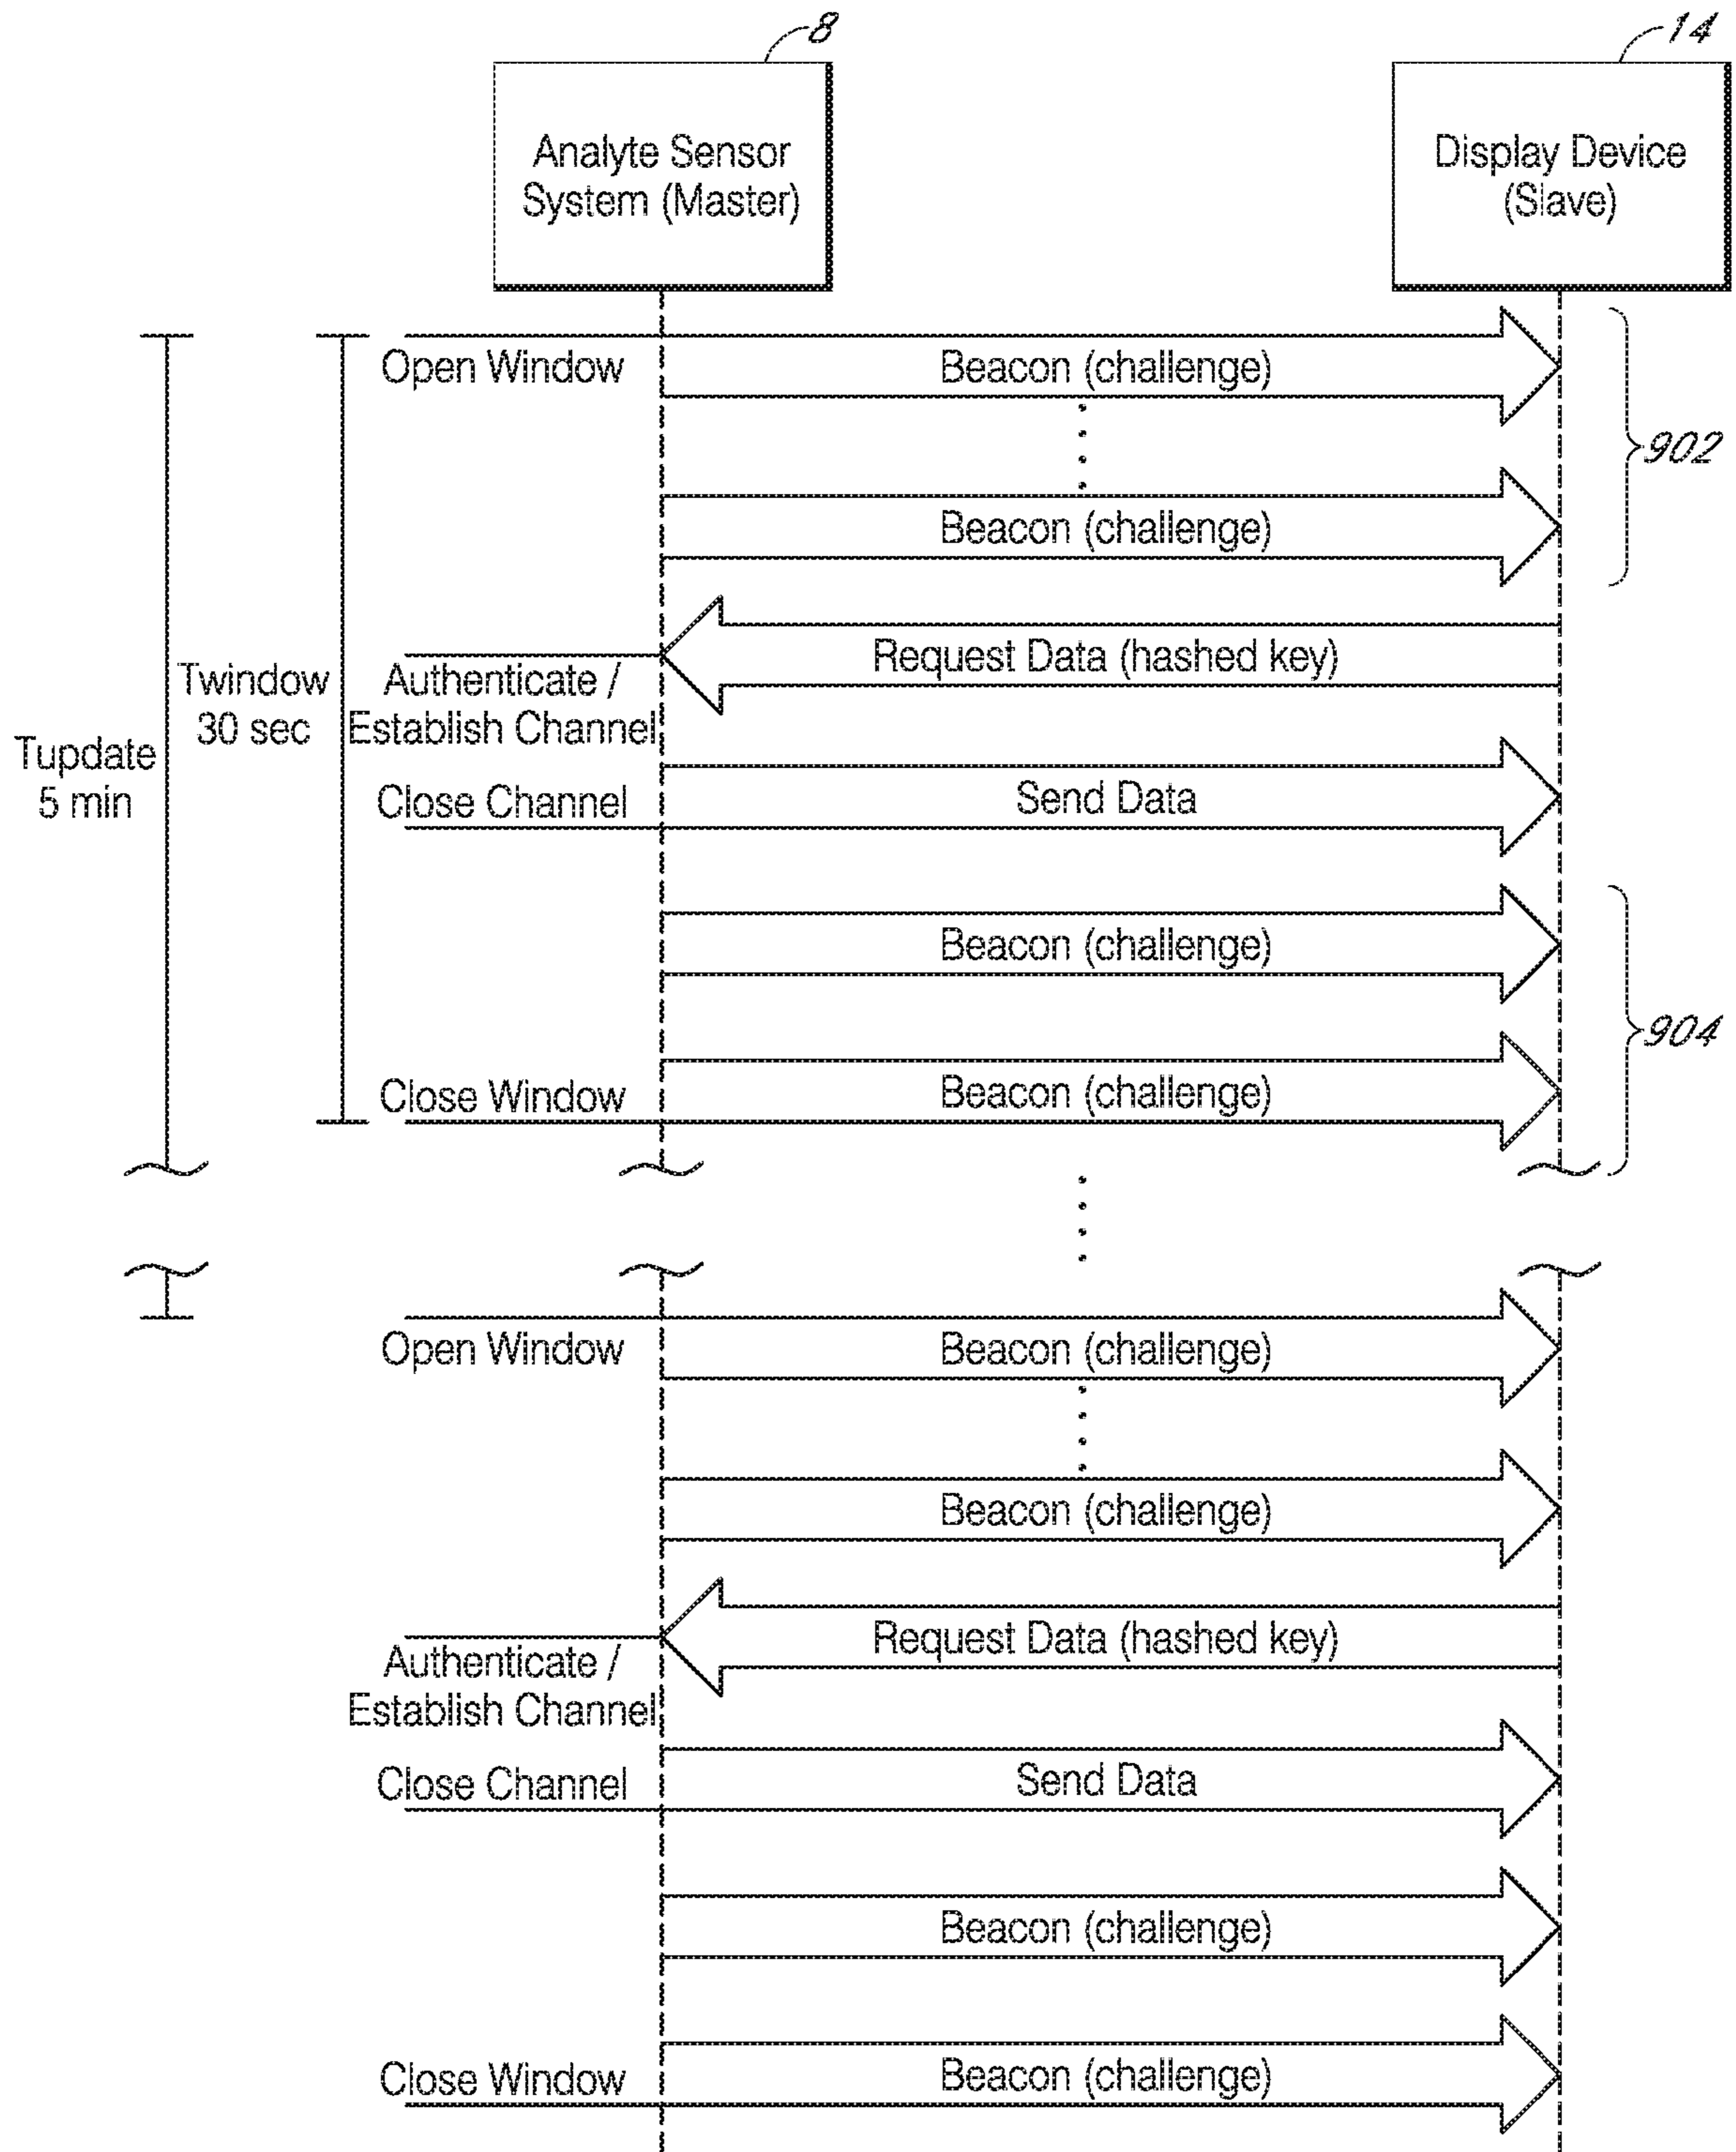 8
14
Analyte Sensor
System (Master)
Display Device
(Slave)
Open Window
Beacon (challenge)
902
Beacon (challenge)
Request Data (hashed key)
Authenticate /
Establish Channel
Twindow
30 sec
Tupdate
5 min
Close Channel
Send Data
Beacon (challenge)
904
Close Window
Beacon (challenge)
Open Window
Beacon (challenge)
Beacon (challenge)
Request Data (hashed key)
Authenticate /
Establish Channel
Close Channel
Send Data
Beacon (challenge)
Close Window
Beacon (challenge)